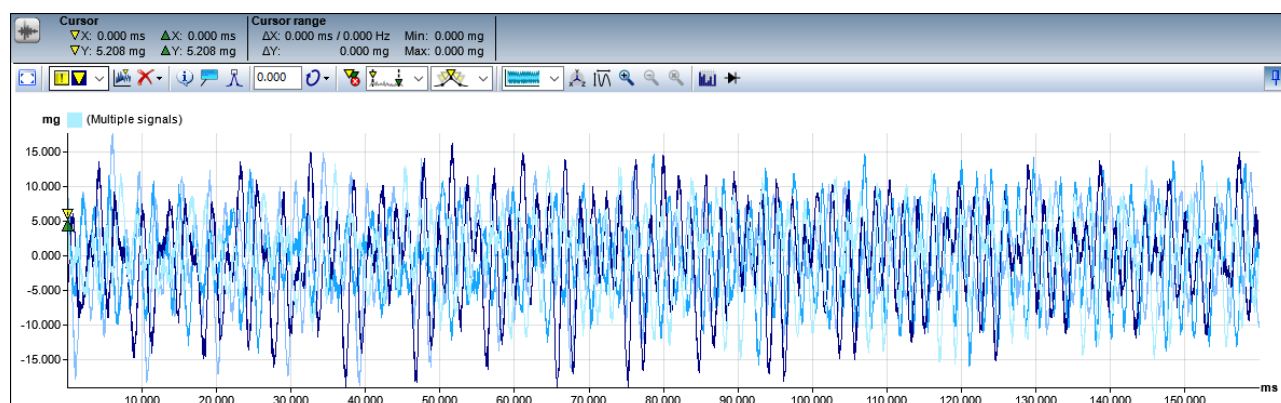 Cursor
X: 0.000 ms X: 0.000 ms
Y: 5.208 mg Y: 5.208 mg
Cursor range
ΔX: 0.000 ms / 0.000 Hz Min: 0.000 mg
ΔY: 0.000 mg Max: 0.000 mg
0.000
mg (Multiple signals)
15.000
10.000
5.000
0.000
-5.000
-10.000
-15.000
10.000 20.000 30.000 40.000 50.000 60.000 70.000 80.000 90.000 100.000 110.000 120.000 130.000 140.000 150.000 ms